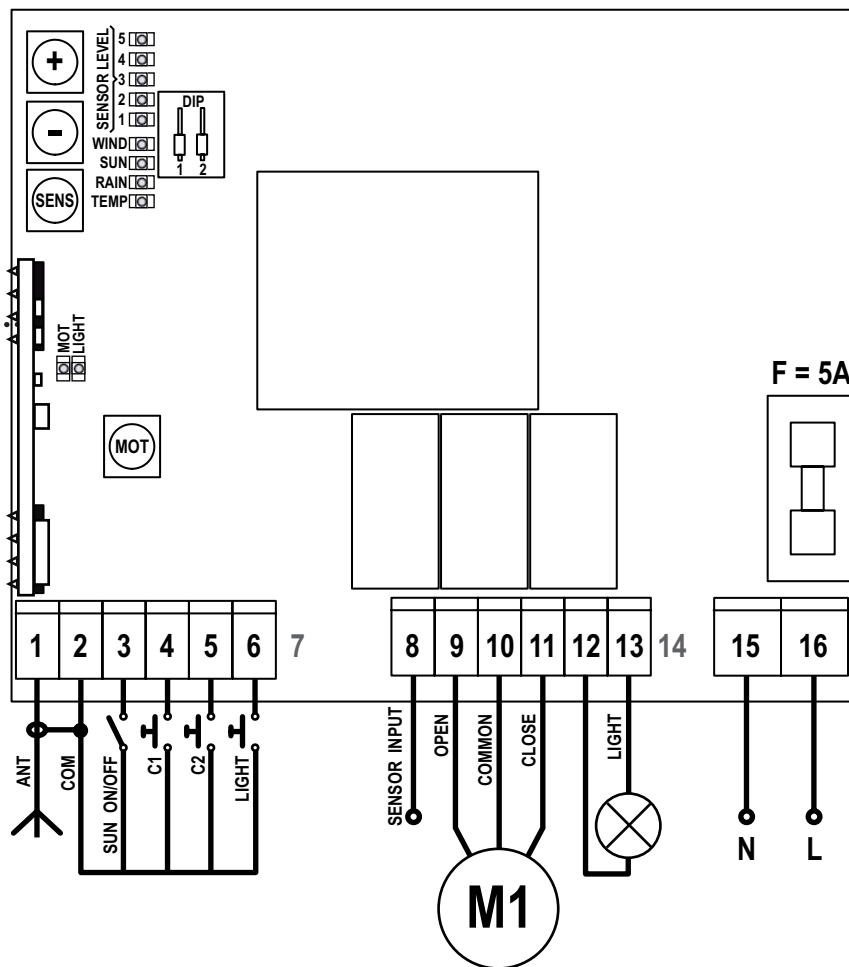 +
-
SENS
SENSOR LEVEL
5
4
3
2
1
WIND
SUN
RAIN
TEMP
DIP
1 2
MOT
LIGHT
MOT
F = 5A
1 2 3 4 5 6 7
8 9 10 11 12 13 14
15 16
ANT
COM
SUN ON/OFF
C1
C2
LIGHT
SENSOR INPUT
OPEN
COMMON
CLOSE
LIGHT
M1
N
L